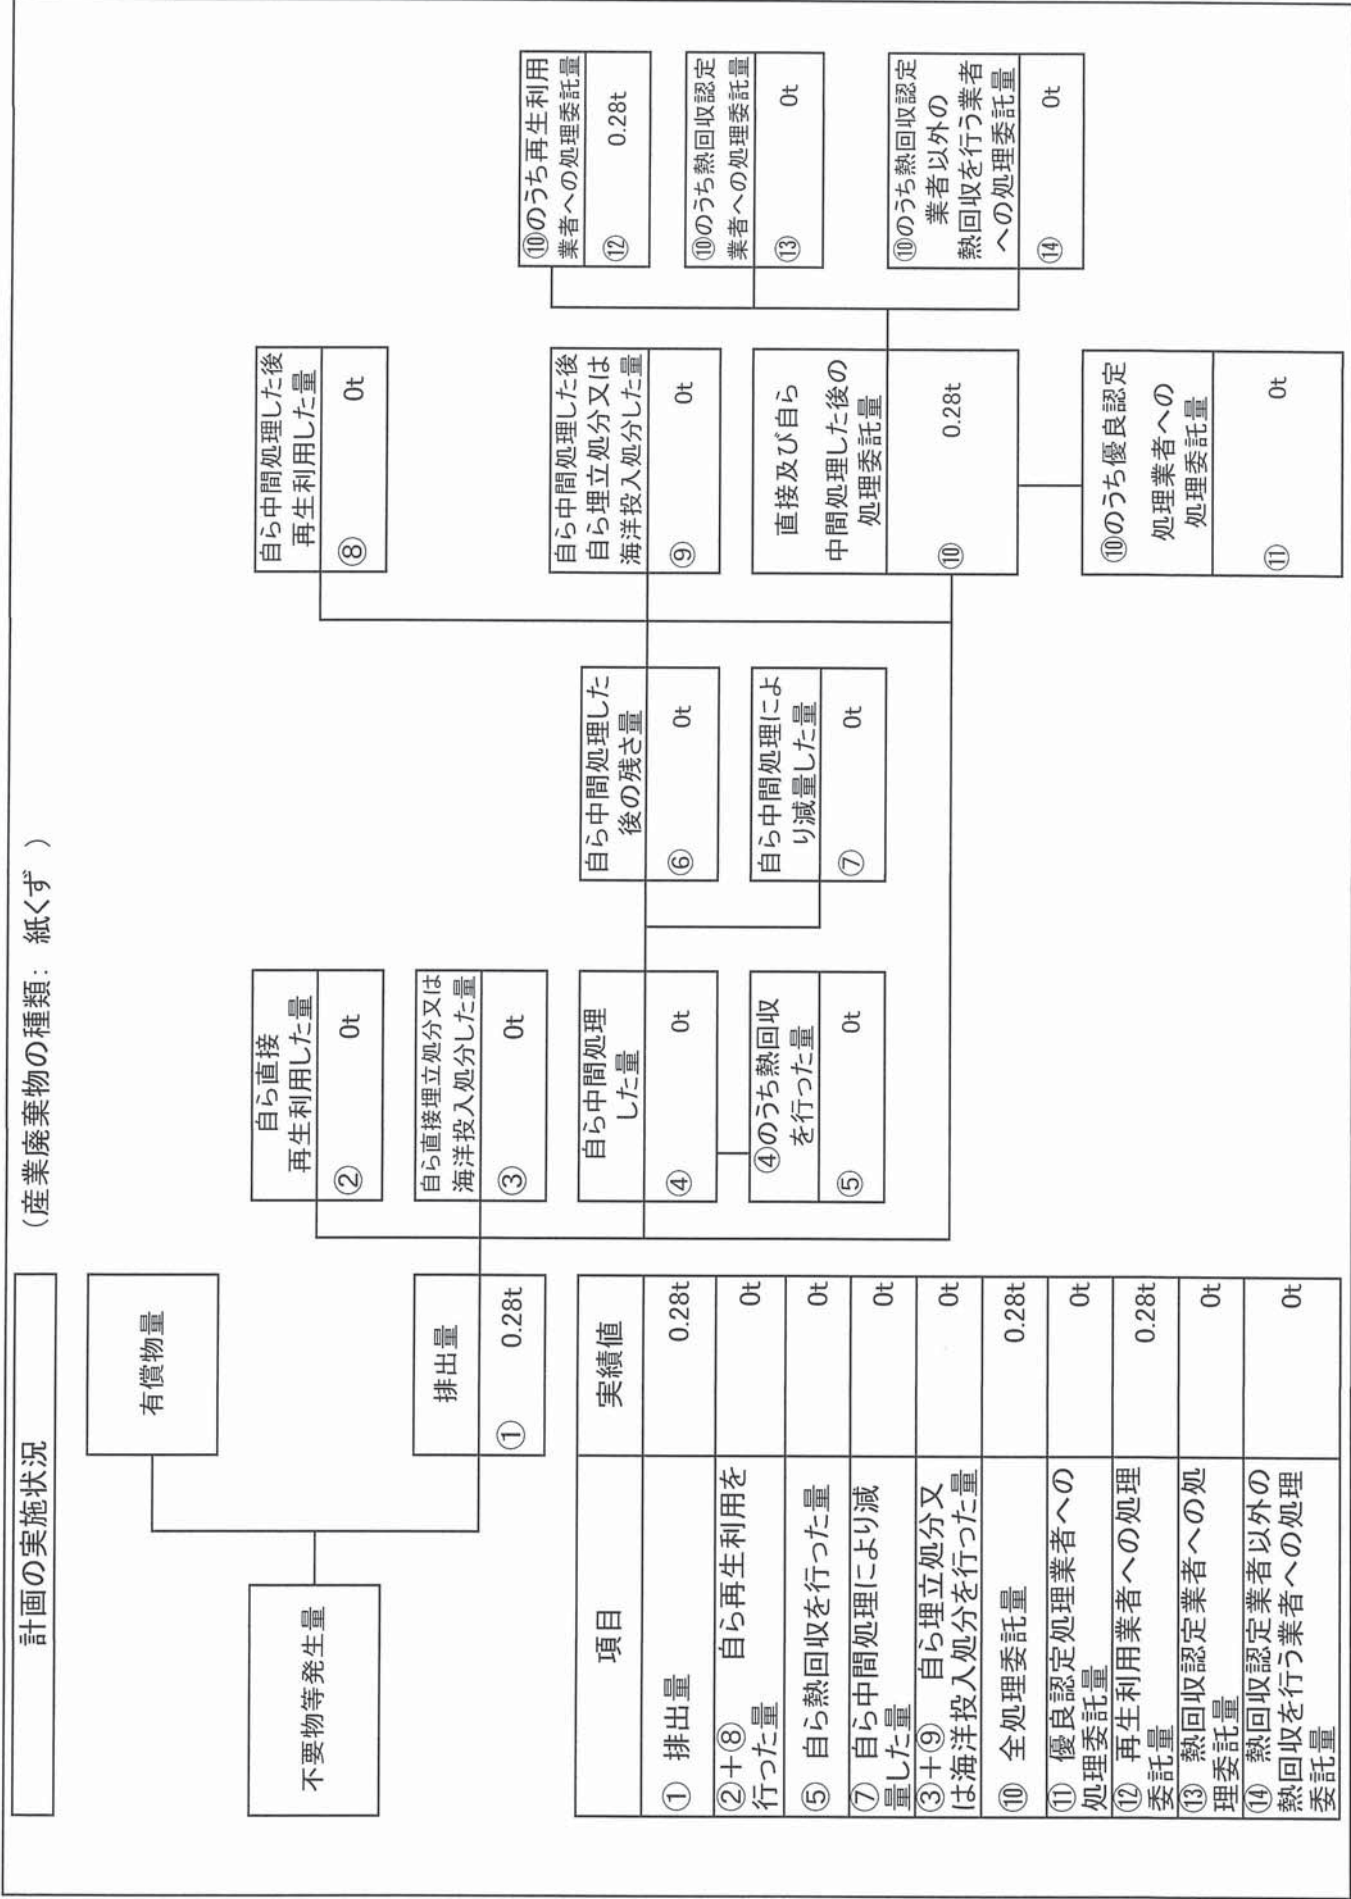 計画の実施状況
（産業廃棄物の種類： 紙くず ）
不要物等発生量
有償物量
排出量
① 0.28t
自ら直接
再生利用した量
② 0t
自ら直接埋立処分又は
海洋投入処分した量
③ 0t
自ら中間処理
した量
④ 0t
④のうち熱回収
を行った量
⑤ 0t
自ら中間処理した
後の残さ量
⑥ 0t
自ら中間処理によ
り減量した量
⑦ 0t
自ら中間処理した後
再生利用した量
⑧ 0t
自ら中間処理した後
自ら埋立処分又は
海洋投入処分した量
⑨ 0t
直接及び自ら
中間処理した後の
処理委託量
⑩ 0.28t
⑩のうち優良認定
処理業者への
処理委託量
⑪ 0t
⑩のうち再生利用
業者への処理委託量
⑫ 0.28t
⑩のうち熱回収認定
業者への処理委託量
⑬ 0t
⑩のうち熱回収認定
業者以外の
熱回収を行う業者
への処理委託量
⑭ 0t
項目 実績値
① 排出量 0.28t
②＋⑧ 自ら再生利用を
行った量 0t
⑤ 自ら熱回収を行った量 0t
⑦ 自ら中間処理により減
量した量 0t
③＋⑨ 自ら埋立処分又
は海洋投入処分を行った量 0t
⑩ 全処理委託量 0.28t
⑪ 優良認定処理業者への
処理委託量 0t
⑫ 再生利用業者への処理
委託量 0.28t
⑬ 熱回収認定業者への処
理委託量 0t
⑭ 熱回収認定業者以外の
熱回収を行う業者への処理
委託量 0t